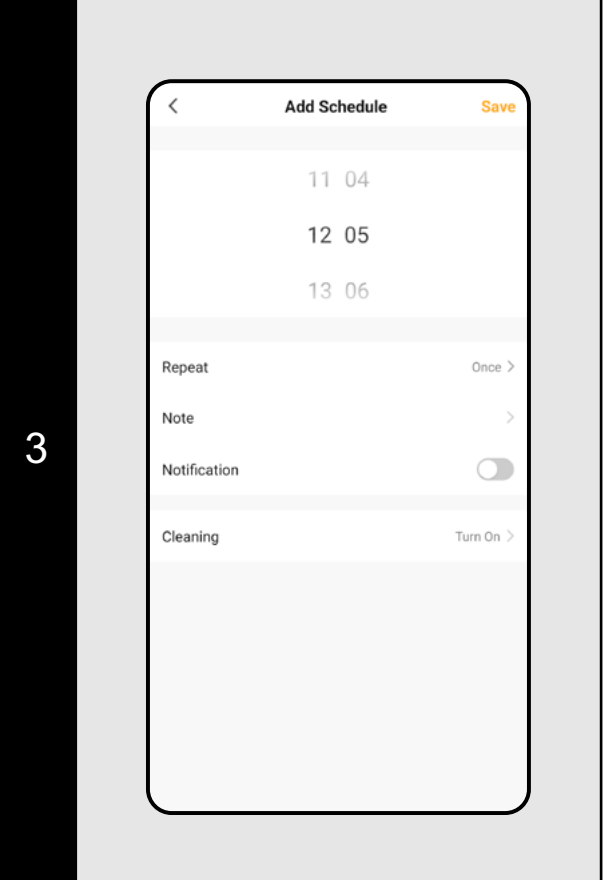 Add Schedule Save
11 04
12 05
13 06
Repeat Once
Note
3
Notification
Cleaning Turn On